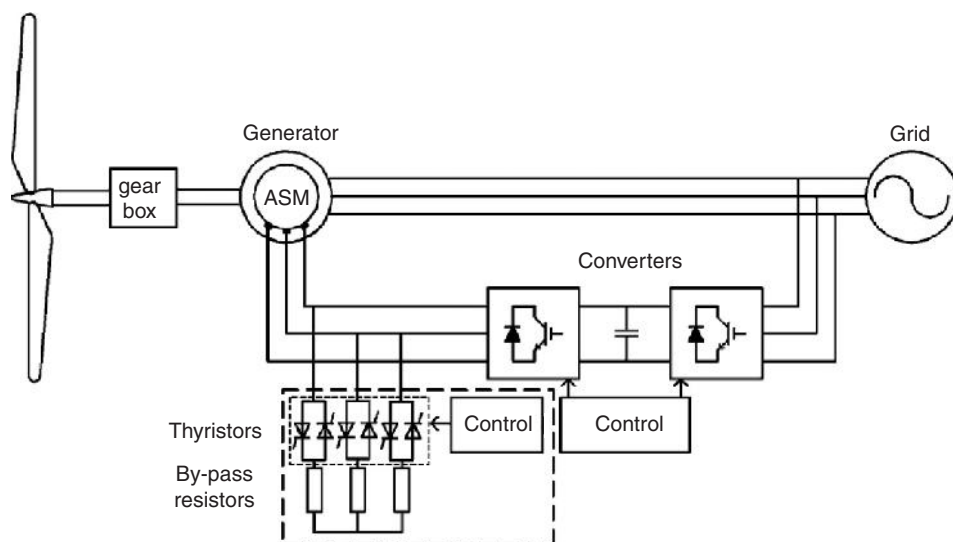 Generator
Grid
gear
box
ASM
Converters
Thyristors
Control
Control
By-pass
resistors